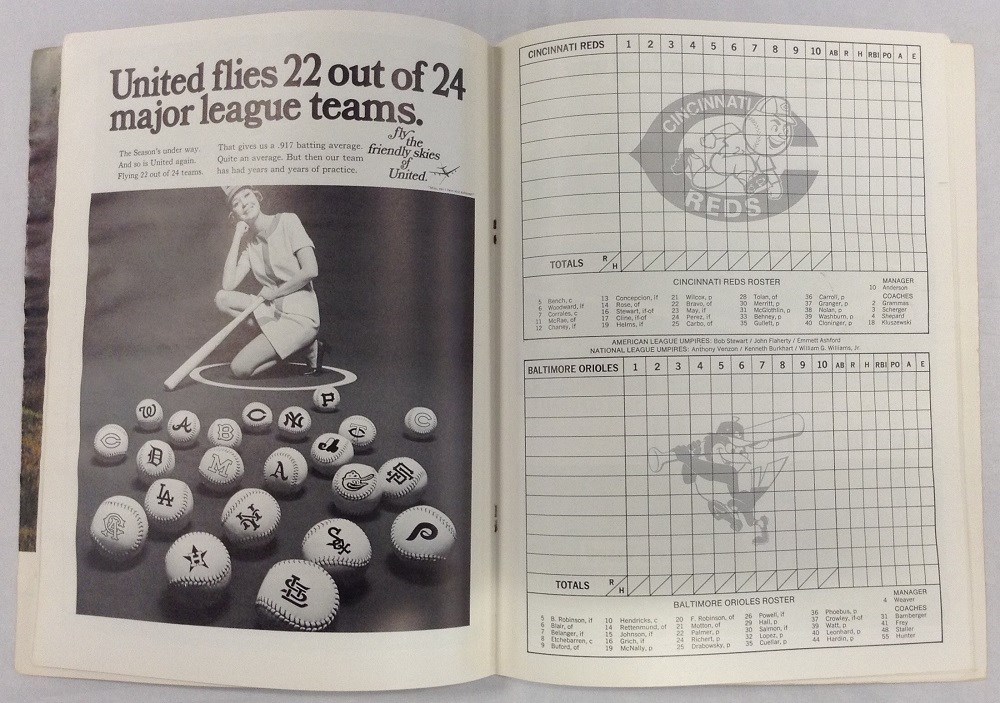 United flies 22 out of 24
major league teams.
The Season's under way.
And so is United again.
Flying 22 out of 24 teams.
That gives us a .917 batting average.
Quite an average. But then our team
has had years and years of practice.
fly
the
friendly skies
of
United.
W
A
B
C
NY
P
C
C
C
D
M
A
LA
NY
SF
Sox
P
STL
CINCINNATI REDS 1 2 3 4 5 6 7 8 9 10 AB R H RBI PO A E
CINCINNATI
REDS
TOTALS R/H
CINCINNATI REDS ROSTER
5 Bench, c
6 Woodward, if
7 Corrales, c
11 McRae, of
12 Chaney, if
13 Concepcion, if
14 Rose, of
16 Stewart, if-of
17 Cline, if-of
19 Helms, if
21 Wilcox, p
22 Bravo, of
23 May, if
24 Perez, if
25 Carbo, of
28 Tolan, of
30 Merritt, p
31 McGlothlin, p
33 Behney, p
35 Gullett, p
36 Carroll, p
37 Granger, p
38 Nolan, p
39 Washburn, p
40 Cloninger, p
MANAGER
10 Anderson
COACHES
2 Grammas
3 Scherger
4 Shepard
18 Kluszewski
AMERICAN LEAGUE UMPIRES: Bob Stewart / John Flaherty / Emmett Ashford
NATIONAL LEAGUE UMPIRES: Anthony Venzon / Kenneth Burkhart / William G. Williams, Jr.
BALTIMORE ORIOLES 1 2 3 4 5 6 7 8 9 10 AB R H RBI PO A E
TOTALS R/H
BALTIMORE ORIOLES ROSTER
5 B. Robinson, if
6 Blair, of
7 Belanger, if
8 Etchebarren, c
9 Buford, of
10 Hendricks, c
14 Rettenmund, of
15 Johnson, if
16 Grich, if
19 McNally, p
20 F. Robinson, of
21 Motton, of
22 Palmer, p
24 Richert, p
25 Drabowsky, p
26 Powell, if
29 Hall, p
30 Salmon, if
32 Lopez, p
35 Cuellar, p
36 Phoebus, p
37 Crowley, if-of
39 Watt, p
40 Leonhard, p
44 Hardin, p
MANAGER
4 Weaver
COACHES
31 Bamberger
41 Frey
48 Staller
55 Hunter